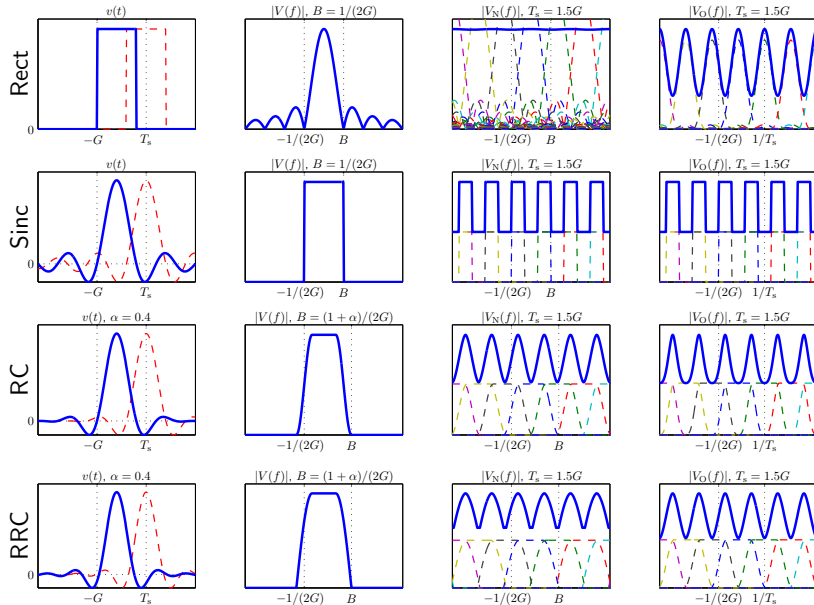 v(t)
|V(f)|, B = 1/(2G)
|V_N(f)|, T_s = 1.5G
|V_O(f)|, T_s = 1.5G
Rect
0
−G
T_s
−1/(2G)
B
−1/(2G)
B
−1/(2G)
1/T_s
v(t)
|V(f)|, B = 1/(2G)
|V_N(f)|, T_s = 1.5G
|V_O(f)|, T_s = 1.5G
Sinc
0
−G
T_s
−1/(2G)
B
−1/(2G)
B
−1/(2G)
1/T_s
v(t), α = 0.4
|V(f)|, B = (1 + α)/(2G)
|V_N(f)|, T_s = 1.5G
|V_O(f)|, T_s = 1.5G
RC
0
−G
T_s
−1/(2G)
B
−1/(2G)
B
−1/(2G)
1/T_s
v(t), α = 0.4
|V(f)|, B = (1 + α)/(2G)
|V_N(f)|, T_s = 1.5G
|V_O(f)|, T_s = 1.5G
RRC
0
−G
T_s
−1/(2G)
B
−1/(2G)
B
−1/(2G)
1/T_s